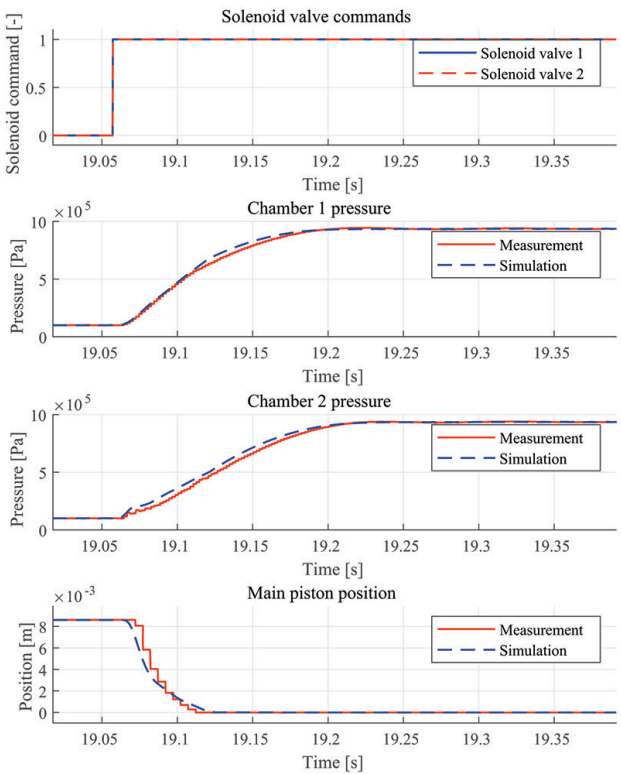 Solenoid valve commands
Solenoid command [-]
1
0.5
0
Solenoid valve 1
Solenoid valve 2
19.05 19.1 19.15 19.2 19.25 19.3 19.35
Time [s]
×10⁵
Chamber 1 pressure
Pressure [Pa]
10
5
0
Measurement
Simulation
19.05 19.1 19.15 19.2 19.25 19.3 19.35
Time [s]
×10⁵
Chamber 2 pressure
Pressure [Pa]
10
5
0
Measurement
Simulation
19.05 19.1 19.15 19.2 19.25 19.3 19.35
Time [s]
×10⁻³
Main piston position
Position [m]
8
6
4
2
0
Measurement
Simulation
19.05 19.1 19.15 19.2 19.25 19.3 19.35
Time [s]